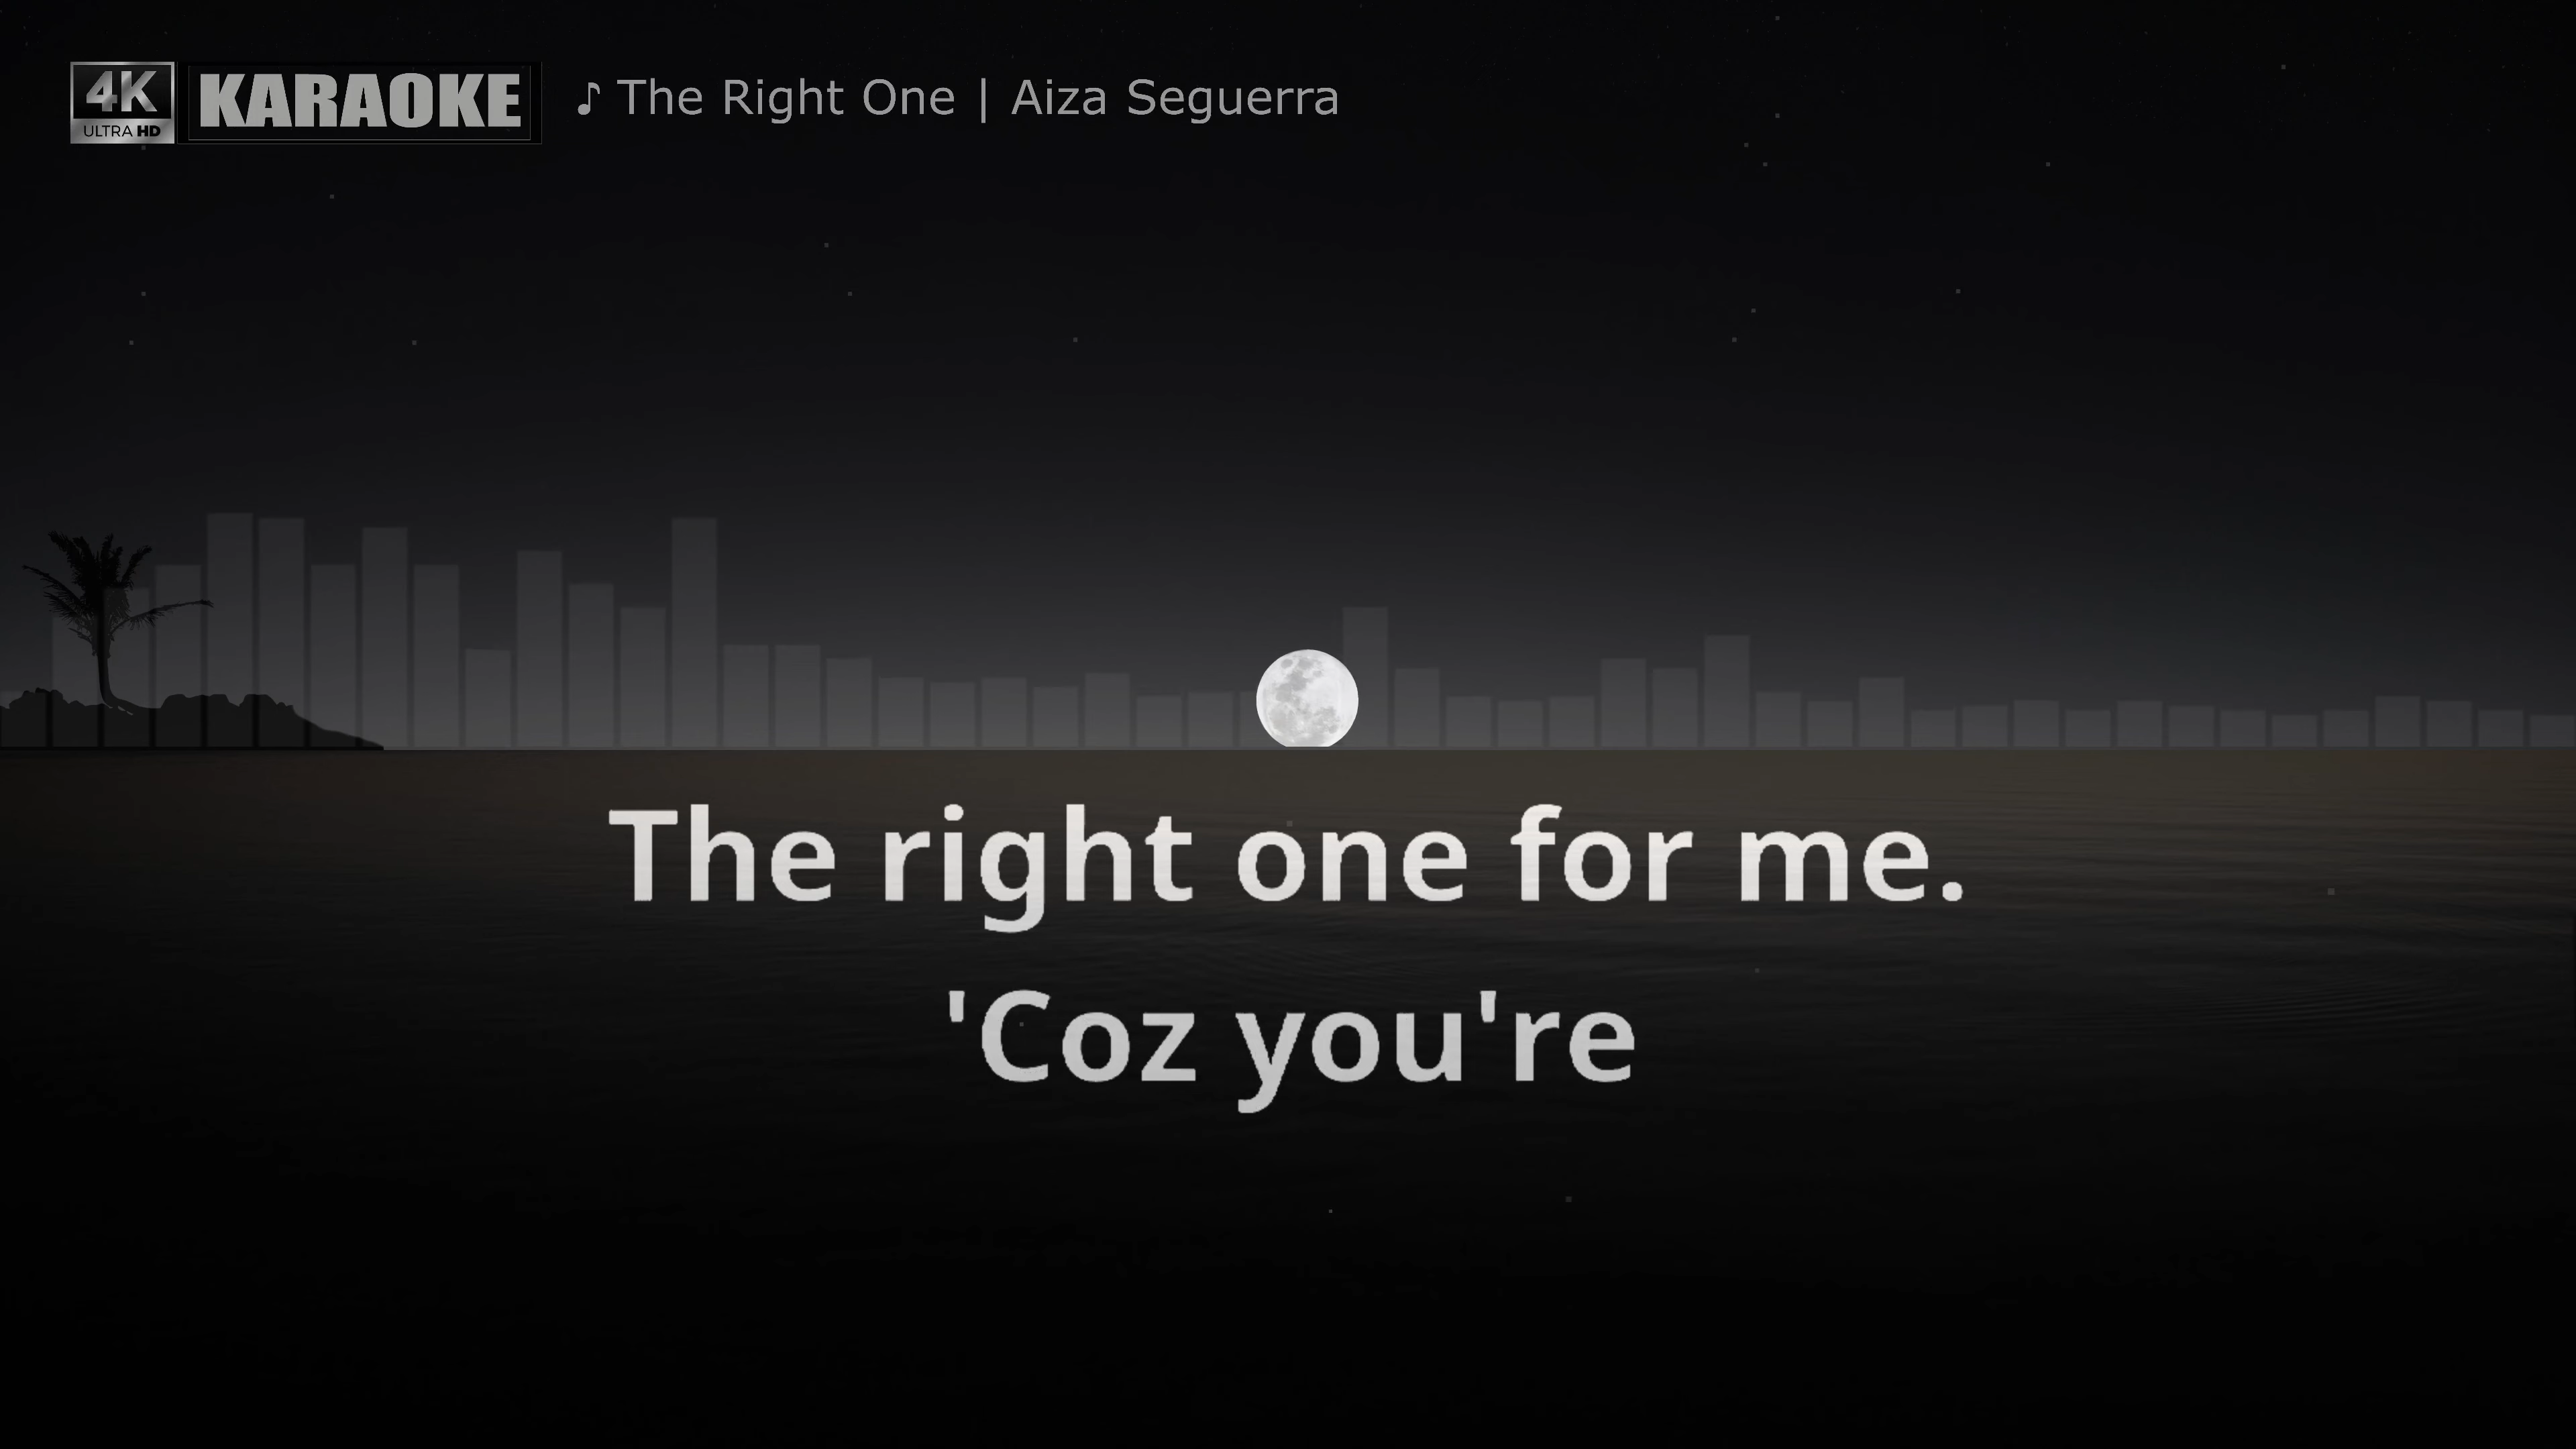 4K
ULTRA HD
KARAOKE
♪ The Right One | Aiza Seguerra
The right one for me.
'Coz you're